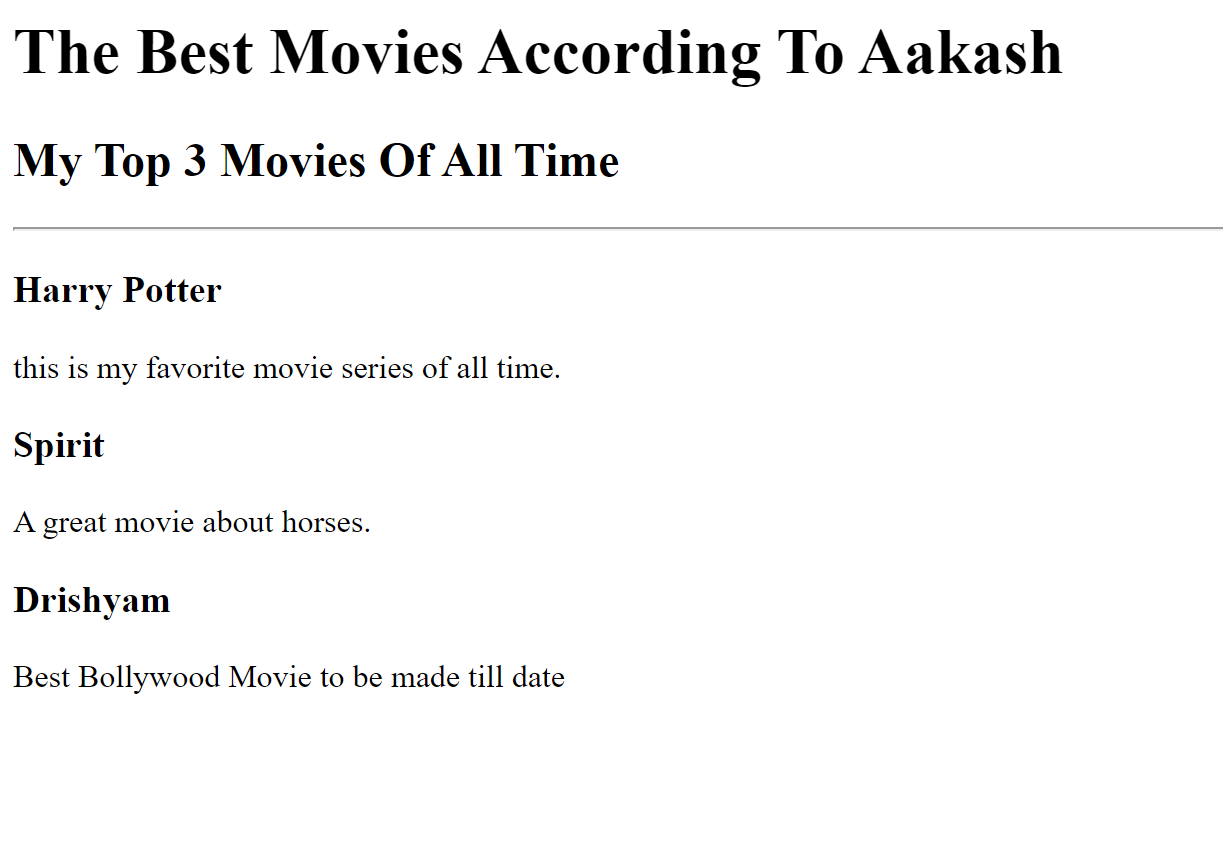 The Best Movies According To Aakash
My Top 3 Movies Of All Time
Harry Potter
this is my favorite movie series of all time.
Spirit
A great movie about horses.
Drishyam
Best Bollywood Movie to be made till date